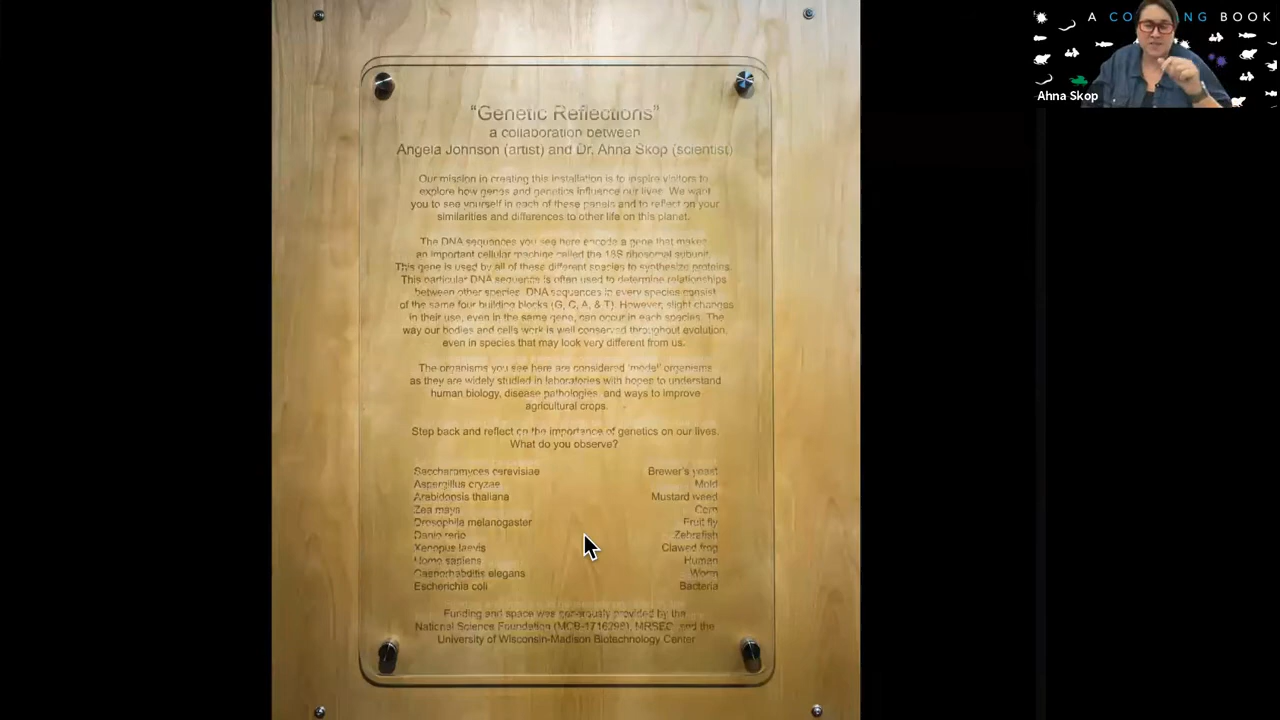 "Genetic Reflections"
a collaboration between
Angela Johnson (artist) and Dr. Ahna Skop (scientist)
Our mission in creating this installation is to inspire visitors to
explore how genes and genetics influence our lives. We want
you to see yourself in each of these panels and to reflect on your
similarities and differences to other life on this planet.
The DNA sequences you see here encode a gene that makes
an important cellular machine called the 18S ribosomal subunit.
This gene is used by all of these different species to synthesize proteins.
This particular DNA sequence is often used to determine relationships
between other species. DNA sequences in every species consist
of the same four building blocks (G, C, A, & T). However, slight changes
in their use, even in the same gene, can occur in each species. The
way our bodies and cells work is well conserved throughout evolution,
even in species that may look very different from us.
The organisms you see here are considered 'model' organisms
as they are widely studied in laboratories with hopes to understand
human biology, disease pathologies, and ways to improve
agricultural crops.
Step back and reflect on the importance of genetics on our lives.
What do you observe?
Saccharomyces cerevisiae Brewer's yeast
Aspergillus oryzae Mold
Arabidopsis thaliana Mustard weed
Zea mays Corn
Drosophila melanogaster Fruit fly
Danio rerio Zebrafish
Xenopus laevis Clawed frog
Homo sapiens Human
Caenorhabditis elegans Worm
Escherichia coli Bacteria
Funding and space was generously provided by the
National Science Foundation (MCB-1716298), MRSEC and the
University of Wisconsin-Madison Biotechnology Center
A CO NG BOOK
Ahna Skop